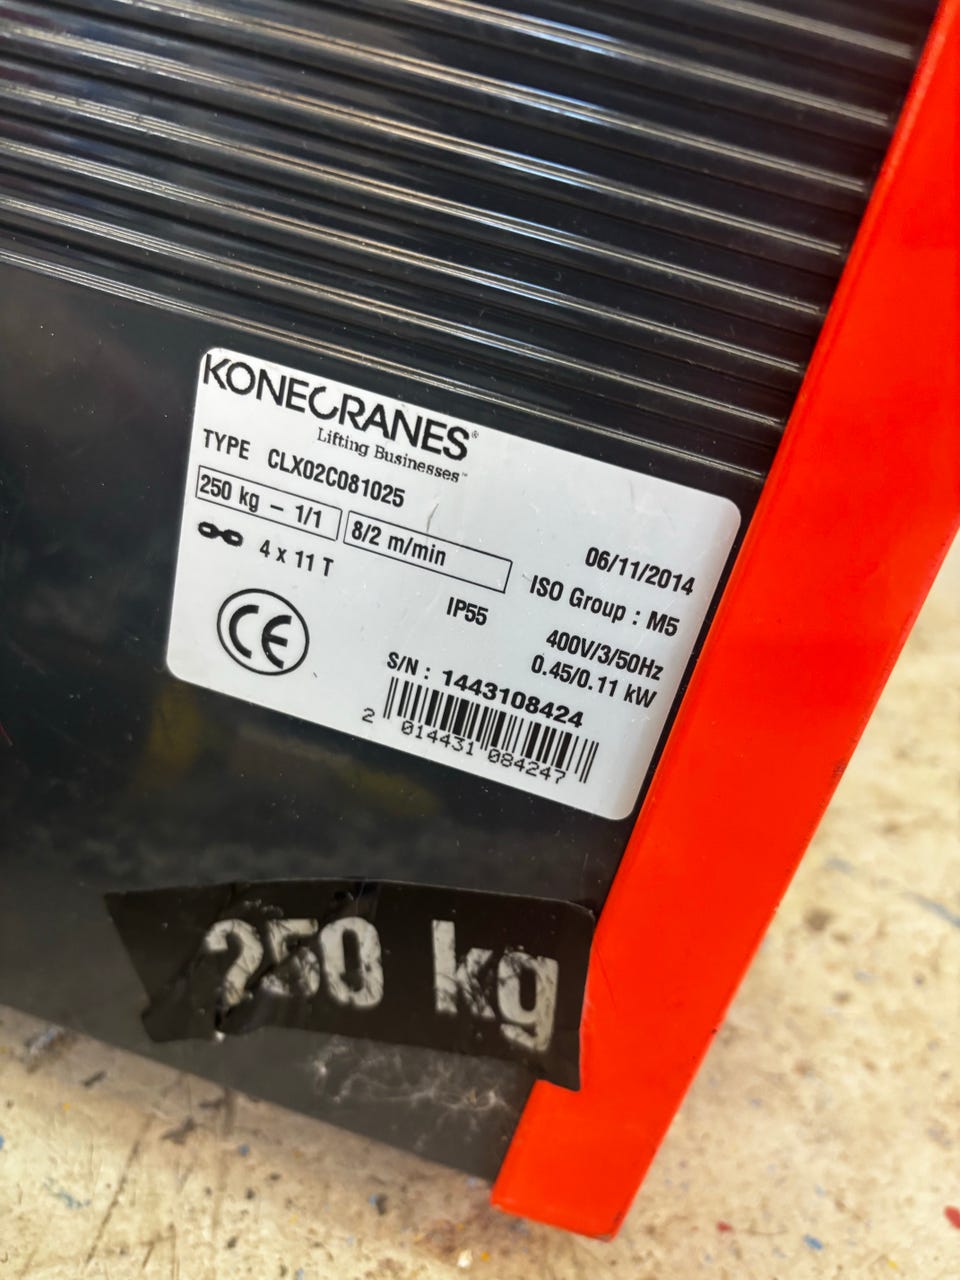 KONECRANES®
Lifting Businesses™
TYPE CLX02C081025
250 kg – 1/1
8/2 m/min
4 x 11 T
06/11/2014
ISO Group : M5
IP55
400V/3/50Hz
0.45/0.11 kW
CE
S/N : 1443108424
2 014431 084247
250 kg